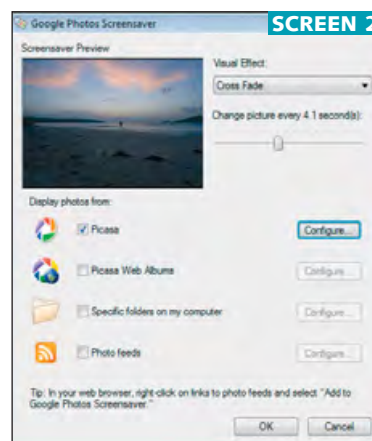 Google Photos Screensaver
SCREEN 2
Screensaver Preview
Visual Effect:
Cross Fade
Change picture every 4.1 second(s):
Display photos from:
Picasa
Configure...
Picasa Web Albums
Configure...
Specific folders on my computer
Configure...
Photo feeds
Configure...
Tip: In your web browser, right-click on links to photo feeds and select "Add to
Google Photos Screensaver."
OK Cancel